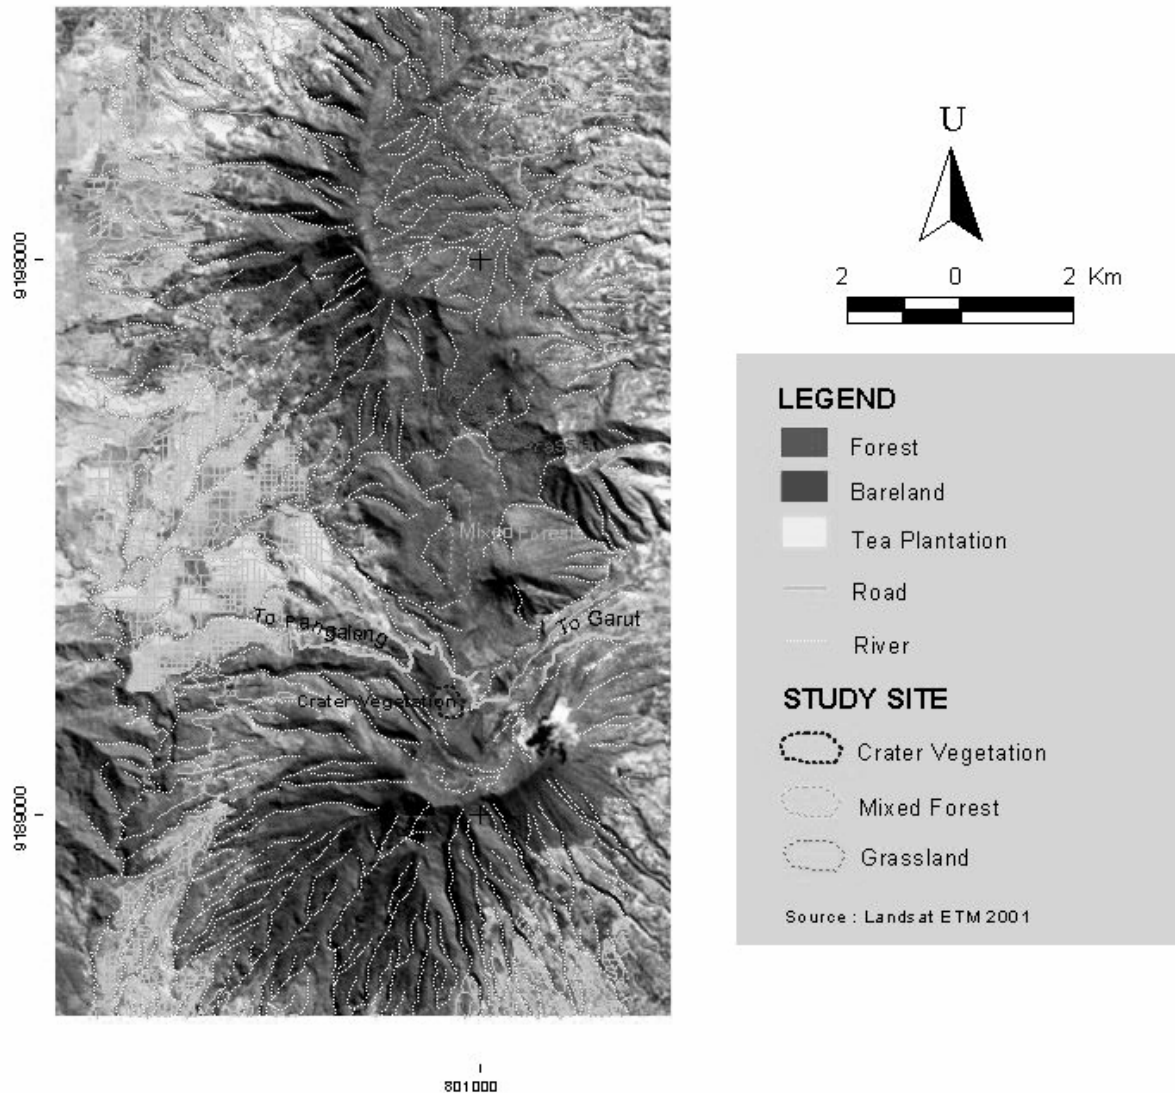 U
2 0 2 Km
9198000
LEGEND
Forest
Bareland
Tea Plantation
Road
River
Mixed Forest
To Pangaleng
To Garut
Crater Vegetation
STUDY SITE
Crater Vegetation
Mixed Forest
Grassland
9189000
Source : Landsat ETM 2001
801000